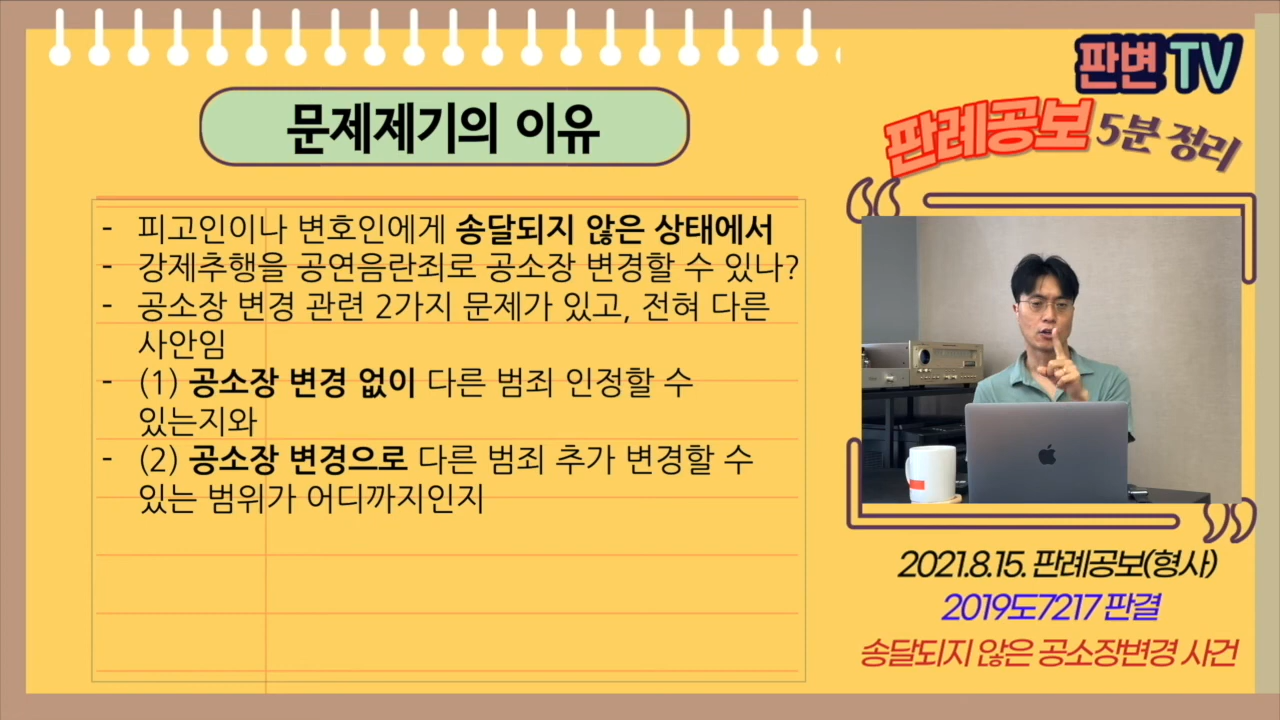 판변 TV
판례공보 5분 정리
문제제기의 이유
- 피고인이나 변호인에게 송달되지 않은 상태에서
- 강제추행을 공연음란죄로 공소장 변경할 수 있나?
- 공소장 변경 관련 2가지 문제가 있고, 전혀 다른
사안임
- (1) 공소장 변경 없이 다른 범죄 인정할 수
있는지와
- (2) 공소장 변경으로 다른 범죄 추가 변경할 수
있는 범위가 어디까지인지
2021.8.15. 판례공보(형사)
2019도7217 판결
송달되지 않은 공소장변경 사건